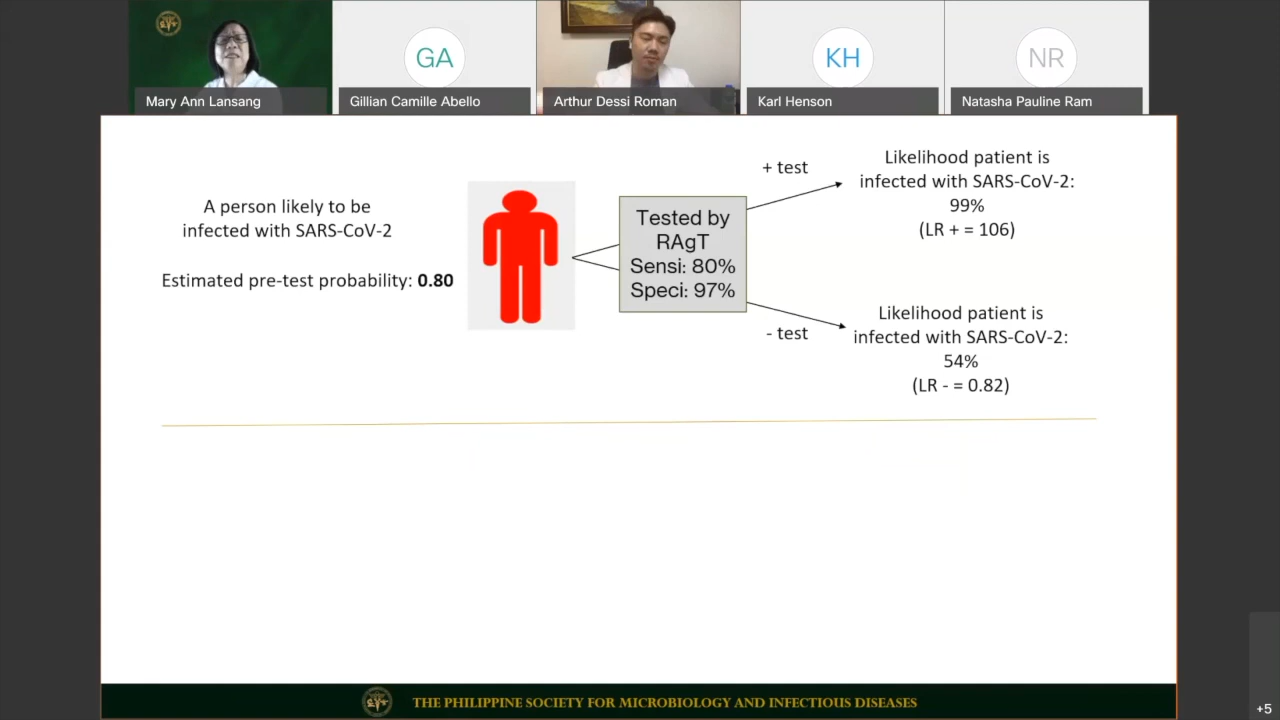 Mary Ann Lansang
GA
Gillian Camille Abello
Arthur Dessi Roman
KH
Karl Henson
NR
Natasha Pauline Ram
A person likely to be
infected with SARS-CoV-2
Estimated pre-test probability: 0.80
Tested by
RAgT
Sensi: 80%
Speci: 97%
+ test
Likelihood patient is
infected with SARS-CoV-2:
99%
(LR + = 106)
- test
Likelihood patient is
infected with SARS-CoV-2:
54%
(LR - = 0.82)
THE PHILIPPINE SOCIETY FOR MICROBIOLOGY AND INFECTIOUS DISEASES
+5